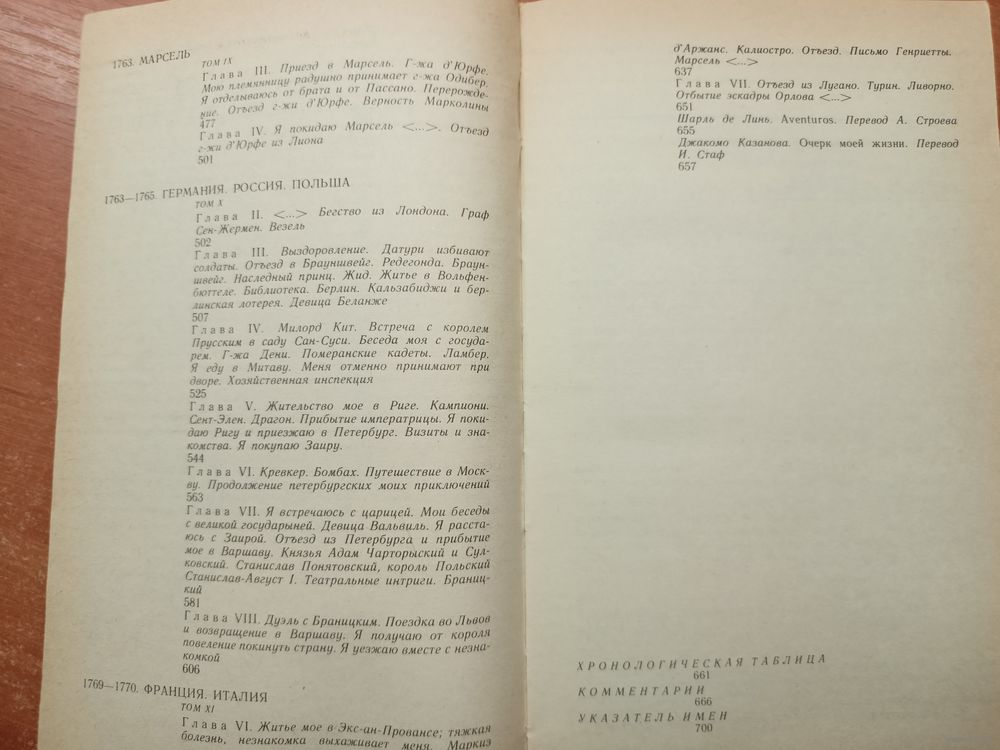 1763. МАРСЕЛЬ
ТОМ IX
Глава III. Приезд в Марсель. Г-жа д'Юрфе.
Мою племянницу радушно принимает г-жа Одибер.
Я отделываюсь от брата и от Пассано. Перерожде-
ние. Отъезд г-жи д'Юрфе. Верность Марколины
477
Глава IV. Я покидаю Марсель <...>. Отъезд
г-жи д'Юрфе из Лиона
501
1763—1765. ГЕРМАНИЯ. РОССИЯ. ПОЛЬША
ТОМ X
Глава II. <...> Бегство из Лондона. Граф
Сен-Жермен. Везель
502
Глава III. Выздоровление. Датури избивают
солдаты. Отъезд в Брауншвейг. Редегонда. Браун-
швейг. Наследный принц. Жид. Житье в Вольфен-
бюттеле. Библиотека. Берлин. Кальзабиджи и бер-
линская лотерея. Девица Беланже
507
Глава IV. Милорд Кит. Встреча с королем
Прусским в саду Сан-Суси. Беседа моя с госуда-
рем. Г-жа Дени. Померанские кадеты. Ламбер.
Я еду в Митаву. Меня отменно принимают при
дворе. Хозяйственная инспекция
525
Глава V. Жительство мое в Риге. Кампиони.
Сент-Элен. Драгон. Прибытие императрицы. Я поки-
даю Ригу и приезжаю в Петербург. Визиты и зна-
комства. Я покупаю Заиру.
544
Глава VI. Кревкер. Бомбах. Путешествие в Моск-
ву. Продолжение петербургских моих приключений
563
Глава VII. Я встречаюсь с царицей. Мои беседы
с великой государыней. Девица Вальвиль. Я расста-
юсь с Заирой. Отъезд из Петербурга и прибытие
мое в Варшаву. Князья Адам Чарторыский и Сул-
ковский. Станислав Понятовский, король Польский
Станислав-Август I. Театральные интриги. Браниц-
кий
581
Глава VIII. Дуэль с Браницким. Поездка во Львов
и возвращение в Варшаву. Я получаю от короля
повеление покинуть страну. Я уезжаю вместе с незна-
комкой
606
1769—1770. ФРАНЦИЯ. ИТАЛИЯ
ТОМ XI
Глава VI. Житье мое в Экс-ан-Провансе; тяжкая
болезнь, незнакомка выхаживает меня. Маркиз
д'Аржанс. Калиостро. Отъезд. Письмо Генриетты.
Марсель <...>
637
Глава VII. Отъезд из Лугано. Турин. Ливорно.
Отбытие эскадры Орлова <...>
651
Шарль де Линь. Aventuros. Перевод А. Строева
655
Джакомо Казанова. Очерк моей жизни. Перевод
И. Стаф
657
ХРОНОЛОГИЧЕСКАЯ ТАБЛИЦА
661
КОММЕНТАРИИ
666
УКАЗАТЕЛЬ ИМЕН
700